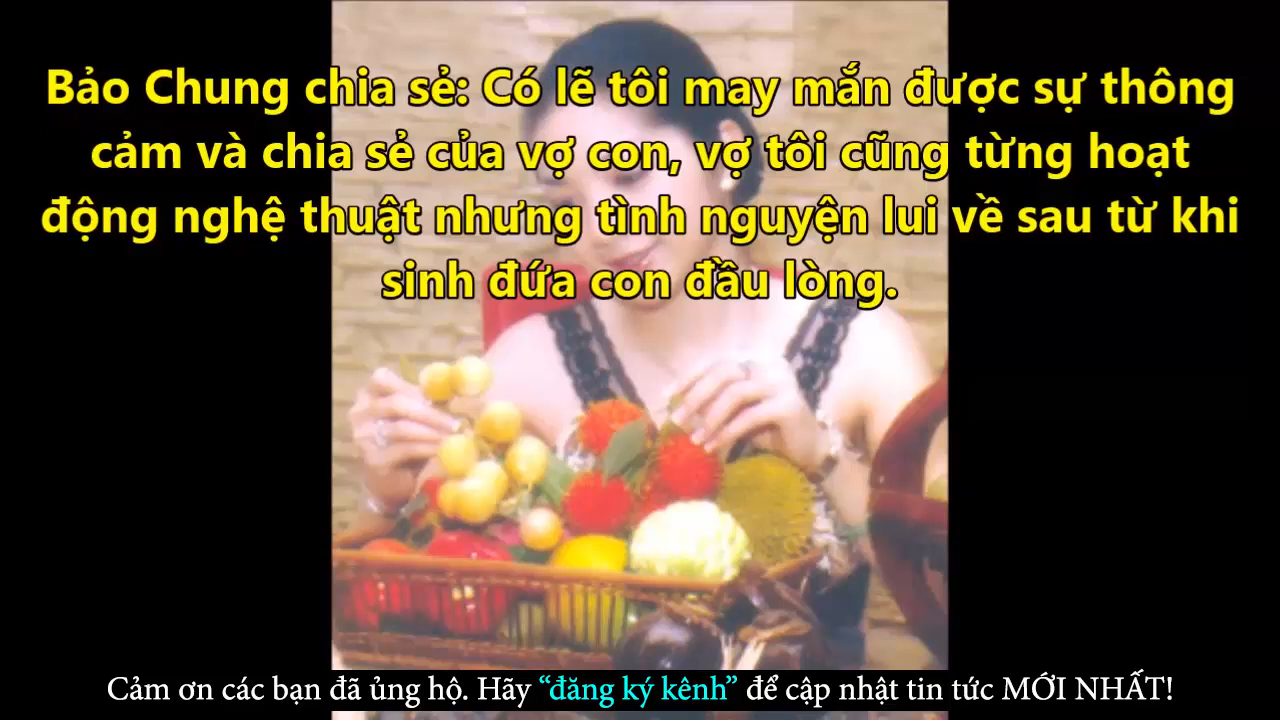 Bảo Chung chia sẻ: Có lẽ tôi may mắn được sự thông
cảm và chia sẻ của vợ con, vợ tôi cũng từng hoạt
động nghệ thuật nhưng tình nguyện lui về sau từ khi
sinh đứa con đầu lòng.
Cảm ơn các bạn đã ủng hộ. Hãy “đăng ký kênh” để cập nhật tin tức MỚI NHẤT!